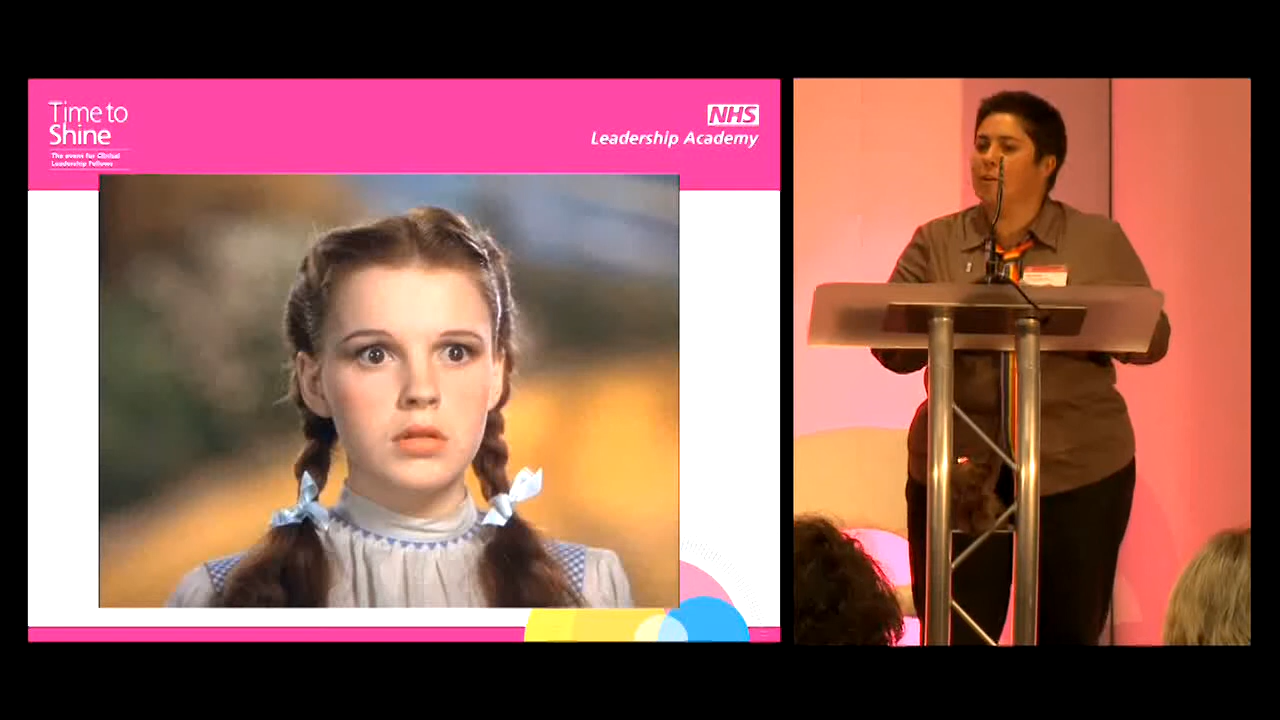 Time to
Shine
The event for Clinical
Leadership Fellows
NHS
Leadership Academy